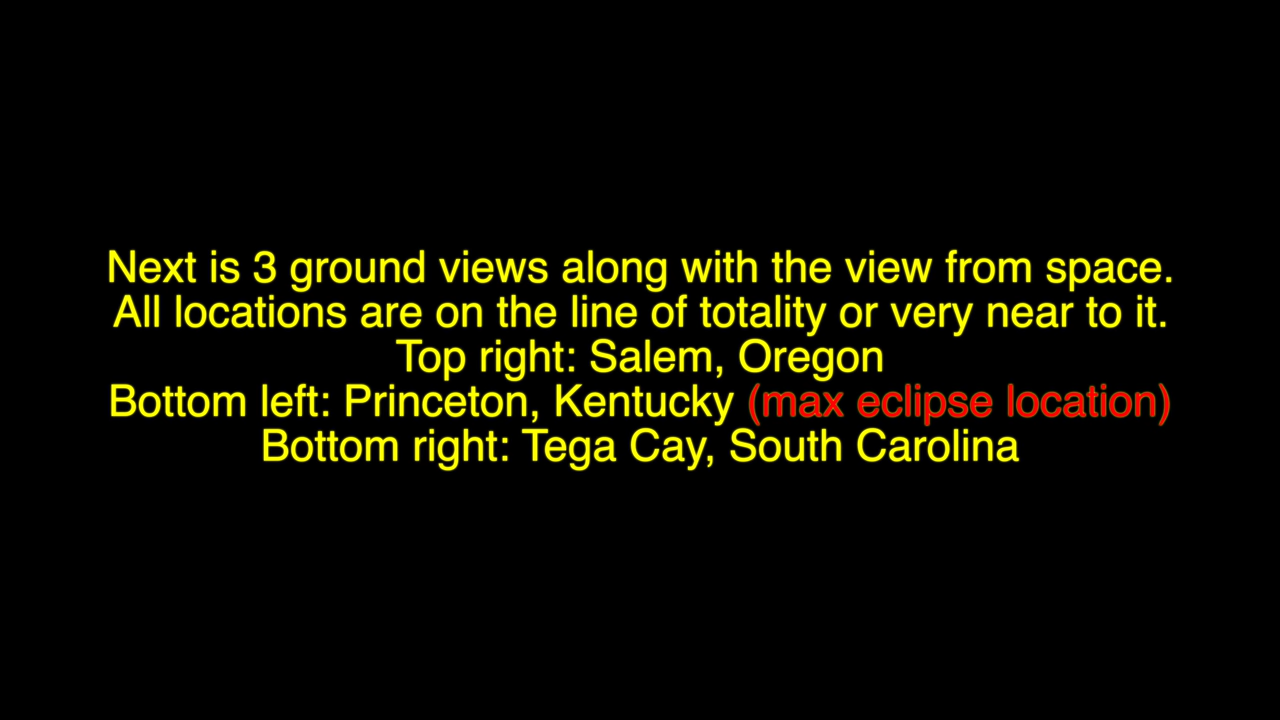 Next is 3 ground views along with the view from space.
All locations are on the line of totality or very near to it.
Top right: Salem, Oregon
Bottom left: Princeton, Kentucky (max eclipse location)
Bottom right: Tega Cay, South Carolina